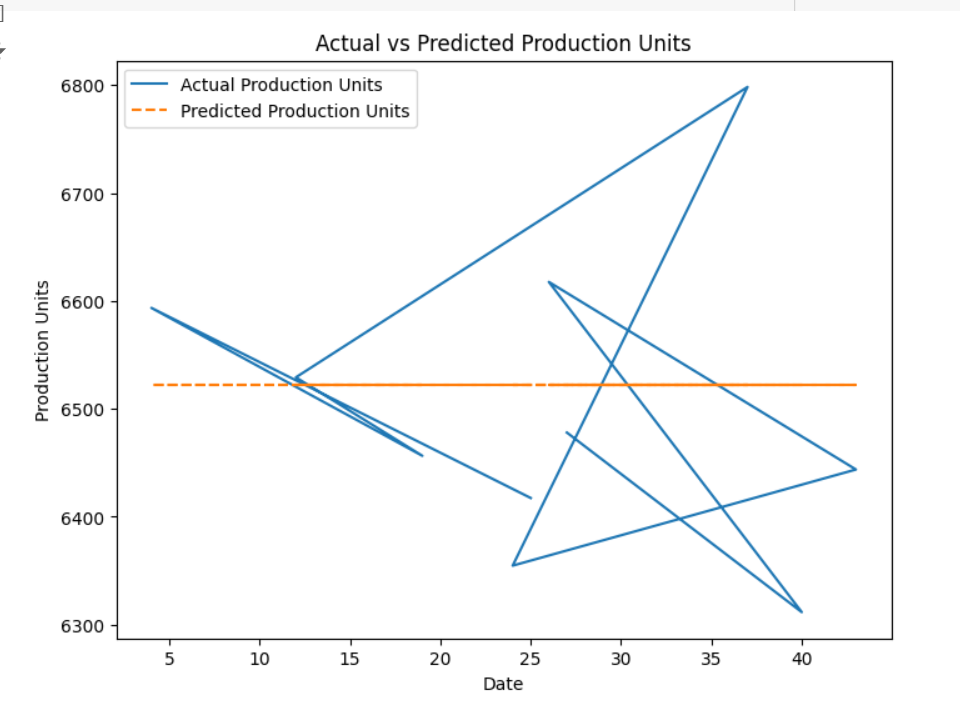 ]
Actual vs Predicted Production Units
Actual Production Units
Predicted Production Units
6800
6700
6600
6500
6400
6300
Production Units
5 10 15 20 25 30 35 40
Date